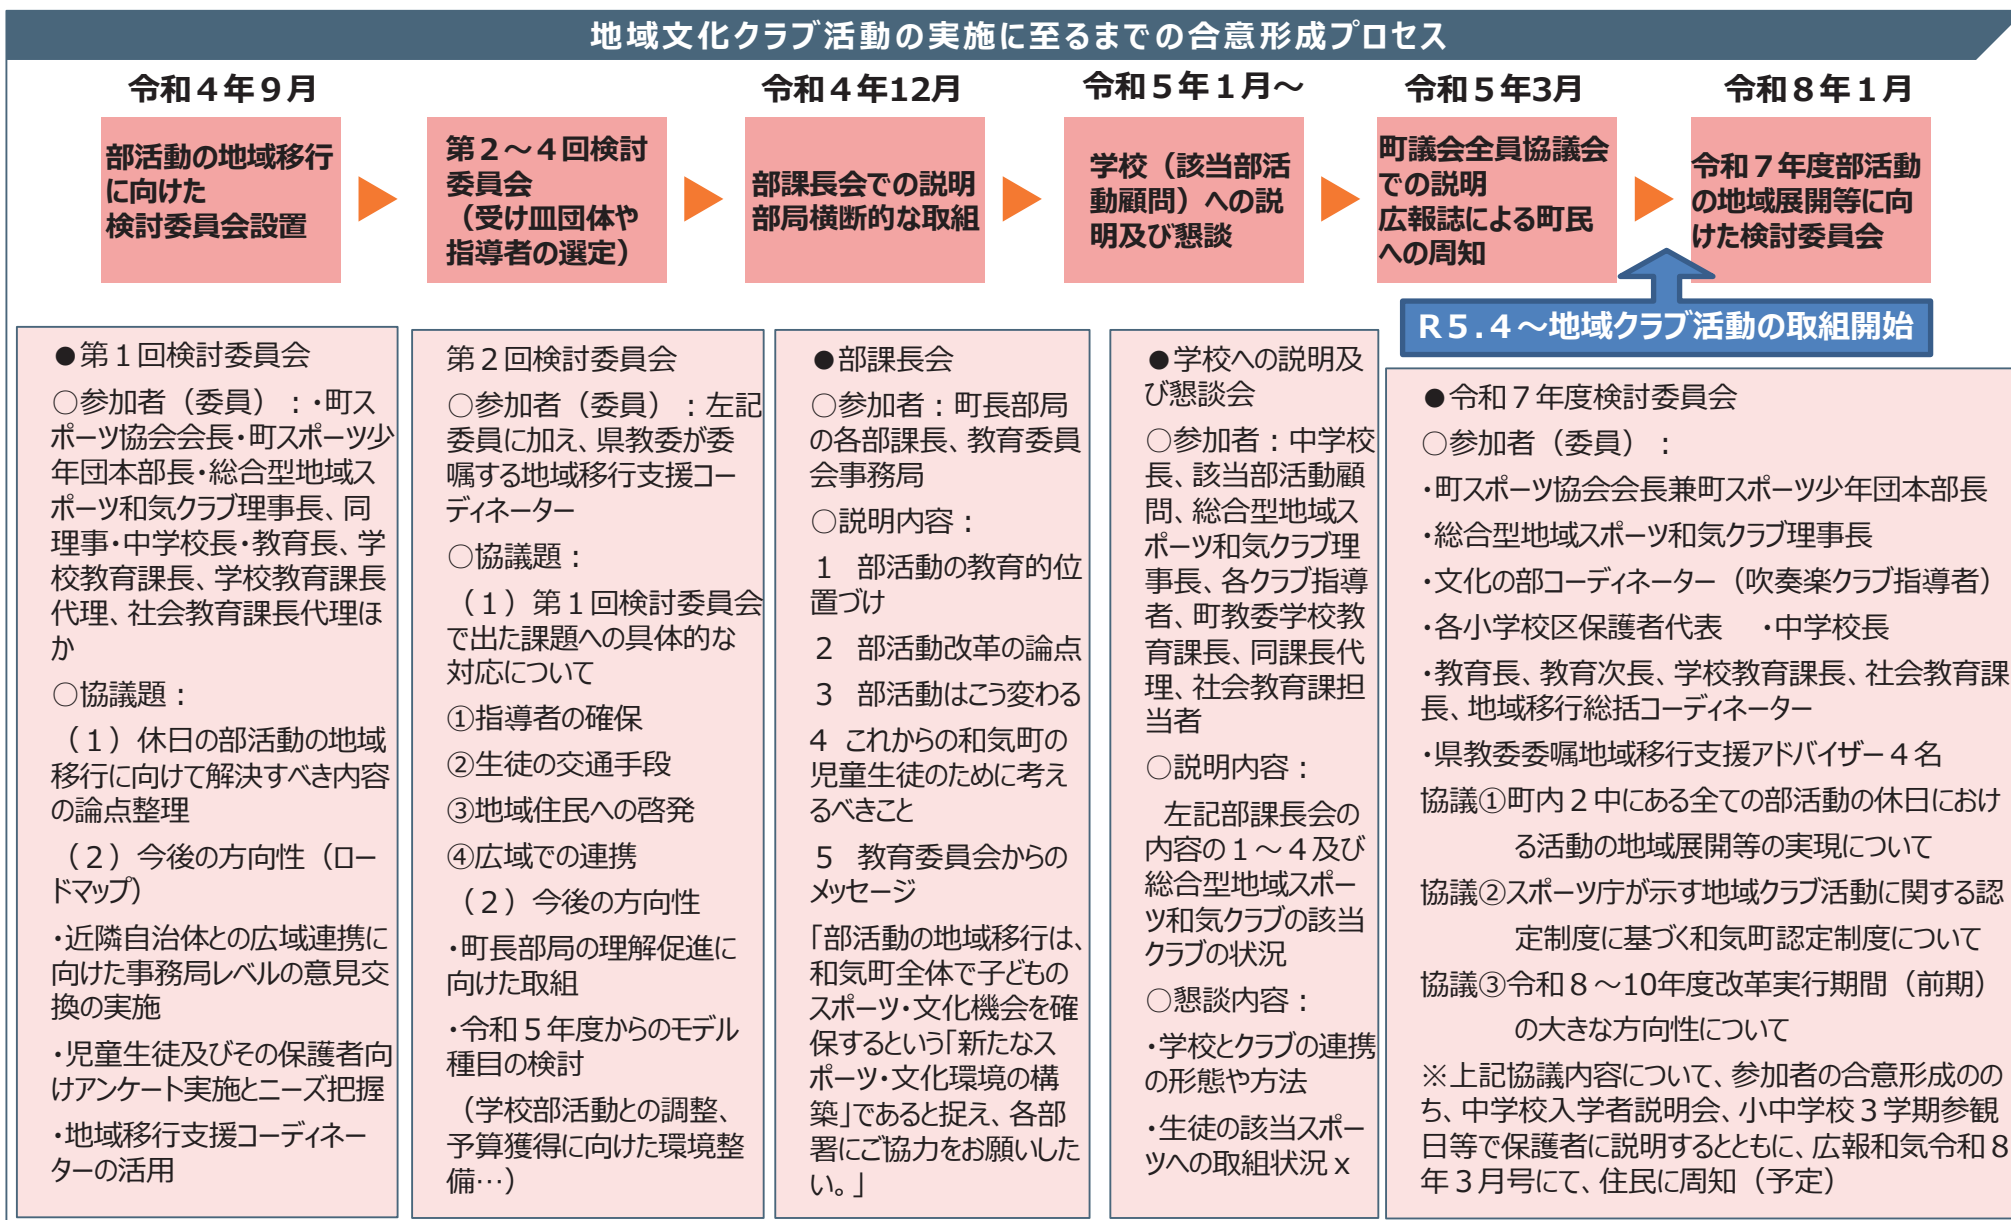 地域文化クラブ活動の実施に至るまでの合意形成プロセス
令和４年９月
令和４年12月
令和５年１月～
令和５年3月
令和８年１月
部活動の地域移行
に向けた
検討委員会設置
第２～４回検討
委員会
（受け皿団体や
指導者の選定）
部課長会での説明
部局横断的な取組
学校（該当部活
動顧問）への説
明及び懇談
町議会全員協議会
での説明
広報誌による町民
への周知
令和７年度部活動
の地域展開等に向
けた検討委員会
R５.４～地域クラブ活動の取組開始
●第１回検討委員会
○参加者（委員）：・町ス
ポーツ協会会長・町スポーツ少
年団本部長・総合型地域ス
ポーツ和気クラブ理事長、同
理事・中学校長・教育長、学
校教育課長、学校教育課長
代理、社会教育課長代理ほ
か
○協議題：
（１）休日の部活動の地域
移行に向けて解決すべき内容
の論点整理
（２）今後の方向性（ロー
ドマップ）
・近隣自治体との広域連携に
向けた事務局レベルの意見交
換の実施
・児童生徒及びその保護者向
けアンケート実施とニーズ把握
・地域移行支援コーディネー
ターの活用
第２回検討委員会
○参加者（委員）：左記
委員に加え、県教委が委
嘱する地域移行支援コー
ディネーター
○協議題：
（１）第１回検討委員会
で出た課題への具体的な
対応について
①指導者の確保
②生徒の交通手段
③地域住民への啓発
④広域での連携
（２）今後の方向性
・町長部局の理解促進に
向けた取組
・令和５年度からのモデル
種目の検討
（学校部活動との調整、
予算獲得に向けた環境整
備…）
●部課長会
○参加者：町長部局
の各部課長、教育委員
会事務局
○説明内容：
１　部活動の教育的位
置づけ
２　部活動改革の論点
３　部活動はこう変わる
４ これからの和気町の
児童生徒のために考え
るべきこと
５　教育委員会からの
メッセージ
「部活動の地域移行は、
和気町全体で子どもの
スポーツ・文化機会を確
保するという「新たなス
ポーツ・文化環境の構
築」であると捉え、各部
署にご協力をお願いした
い。」
●学校への説明及
び懇談会
○参加者：中学校
長、該当部活動顧
問、総合型地域ス
ポーツ和気クラブ理
事長、各クラブ指導
者、町教委学校教
育課長、同課長代
理、社会教育課担
当者
○説明内容：
左記部課長会の
内容の１～４及び
総合型地域スポー
ツ和気クラブの該当
クラブの状況
○懇談内容：
・学校とクラブの連携
の形態や方法
・生徒の該当スポー
ツへの取組状況ｘ
●令和７年度検討委員会
○参加者（委員）：
・町スポーツ協会会長兼町スポーツ少年団本部長
・総合型地域スポーツ和気クラブ理事長
・文化の部コーディネーター（吹奏楽クラブ指導者）
・各小学校区保護者代表　・中学校長
・教育長、教育次長、学校教育課長、社会教育課
長、地域移行総括コーディネーター
・県教委委嘱地域移行支援アドバイザー４名
協議①町内２中にある全ての部活動の休日におけ
る活動の地域展開等の実現について
協議②スポーツ庁が示す地域クラブ活動に関する認
定制度に基づく和気町認定制度について
協議③令和８～10年度改革実行期間（前期）
の大きな方向性について
※上記協議内容について、参加者の合意形成のの
ち、中学校入学者説明会、小中学校３学期参観
日等で保護者に説明するとともに、広報和気令和８
年３月号にて、住民に周知（予定）